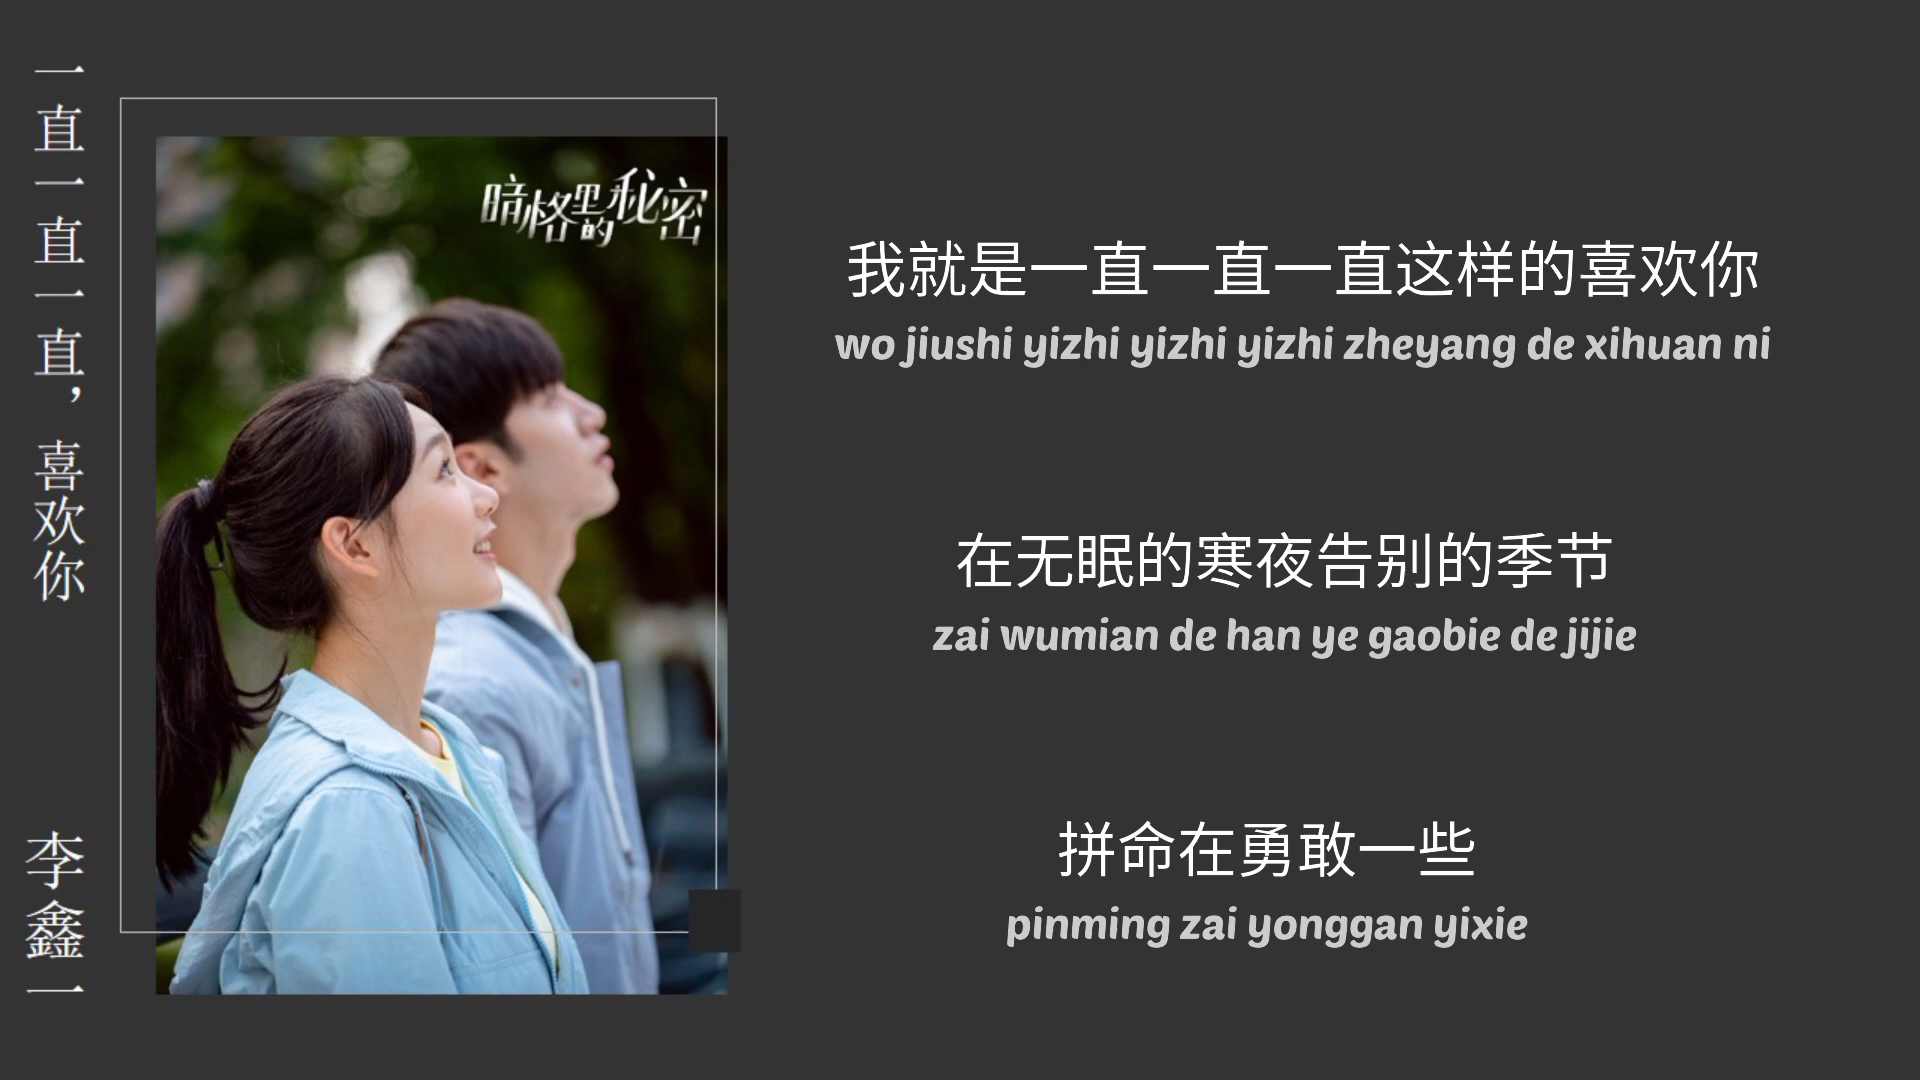 一直一直一直，喜欢你
李鑫一
暗格里的秘密
我就是一直一直一直这样的喜欢你
wo jiushi yizhi yizhi yizhi zheyang de xihuan ni
在无眠的寒夜告别的季节
zai wumian de han ye gaobie de jijie
拼命在勇敢一些
pinming zai yonggan yixie